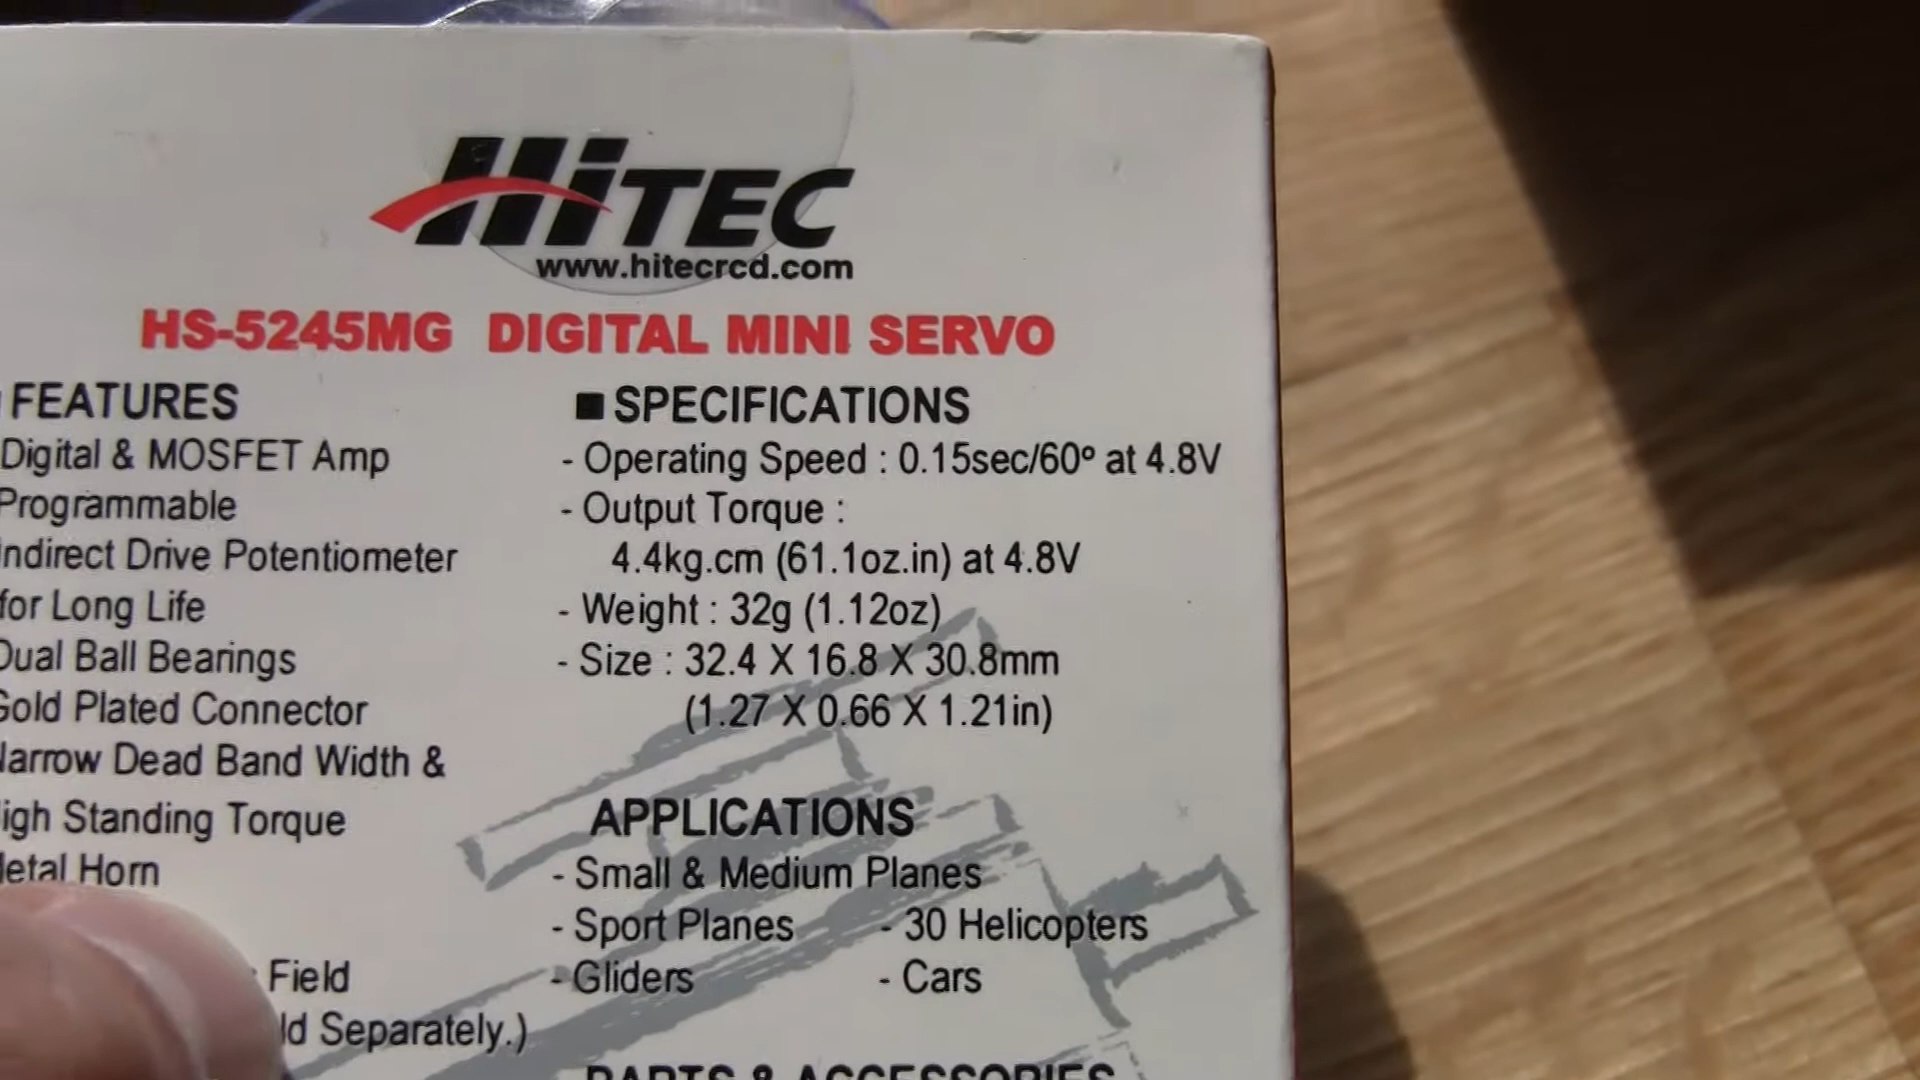 HiTEC
www.hitecrcd.com
HS-5245MG DIGITAL MINI SERVO
FEATURES
Digital & MOSFET Amp
Programmable
Indirect Drive Potentiometer
for Long Life
Dual Ball Bearings
Gold Plated Connector
Narrow Dead Band Width &
High Standing Torque
Metal Horn
Field
Separately.)
■ SPECIFICATIONS
- Operating Speed : 0.15sec/60º at 4.8V
- Output Torque :
4.4kg.cm (61.1oz.in) at 4.8V
- Weight : 32g (1.12oz)
- Size : 32.4 X 16.8 X 30.8mm
(1.27 X 0.66 X 1.21in)
APPLICATIONS
- Small & Medium Planes
- Sport Planes - 30 Helicopters
- Gliders - Cars
PARTS & ACCESSORIES